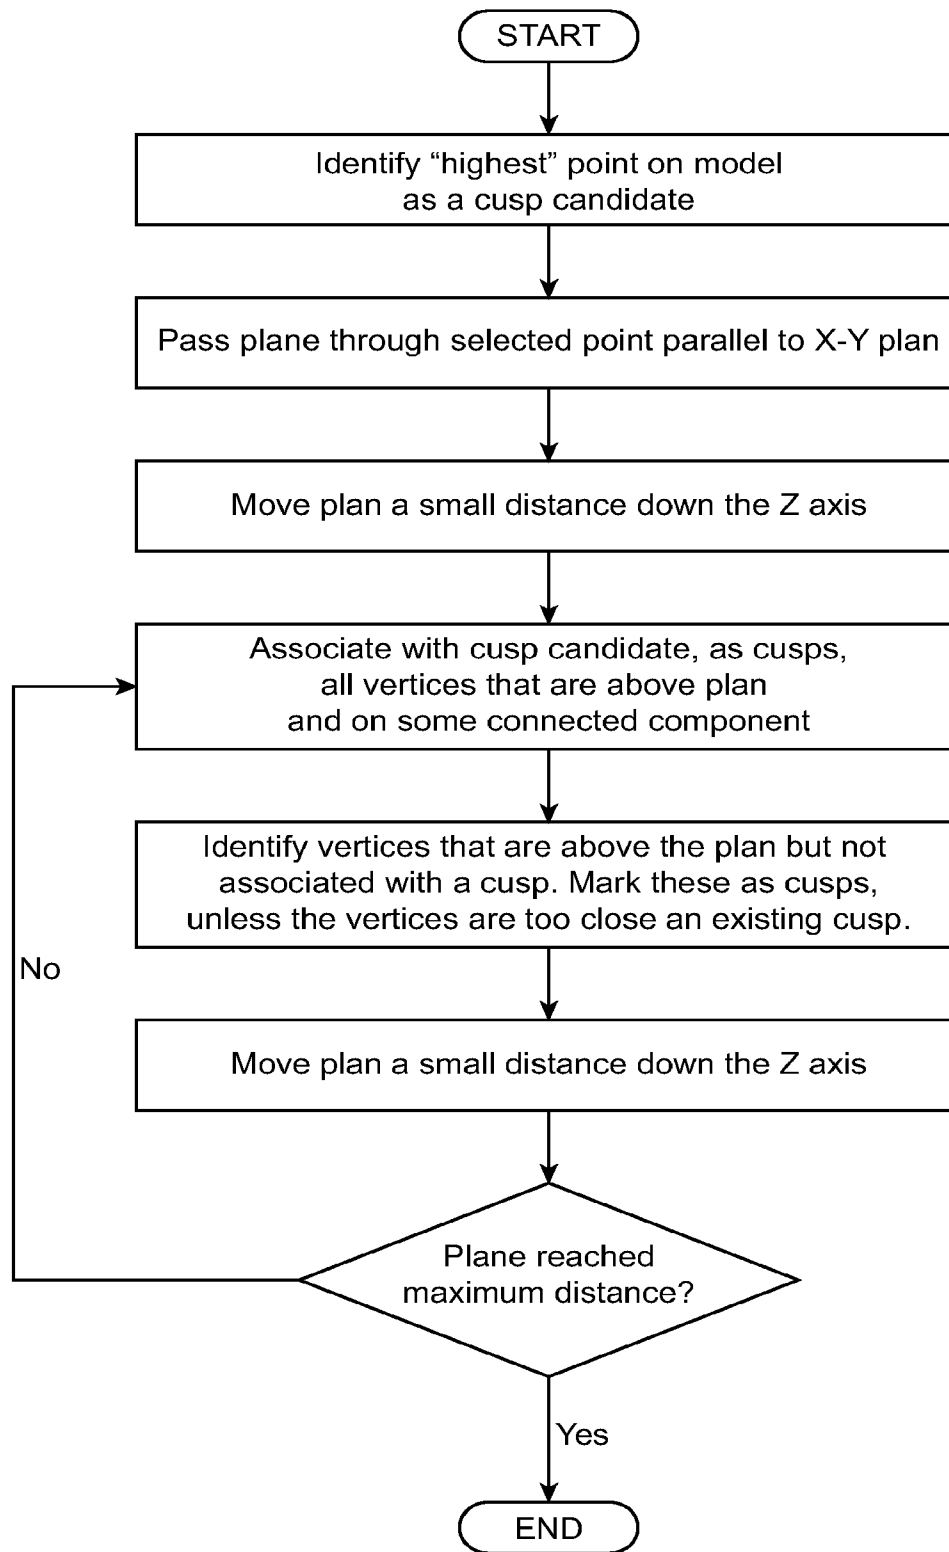 START
Identify “highest” point on model
as a cusp candidate
Pass plane through selected point parallel to X-Y plan
Move plan a small distance down the Z axis
Associate with cusp candidate, as cusps,
all vertices that are above plan
and on some connected component
Identify vertices that are above the plan but not
associated with a cusp. Mark these as cusps,
unless the vertices are too close an existing cusp.
No
Move plan a small distance down the Z axis
Plane reached
maximum distance?
Yes
END